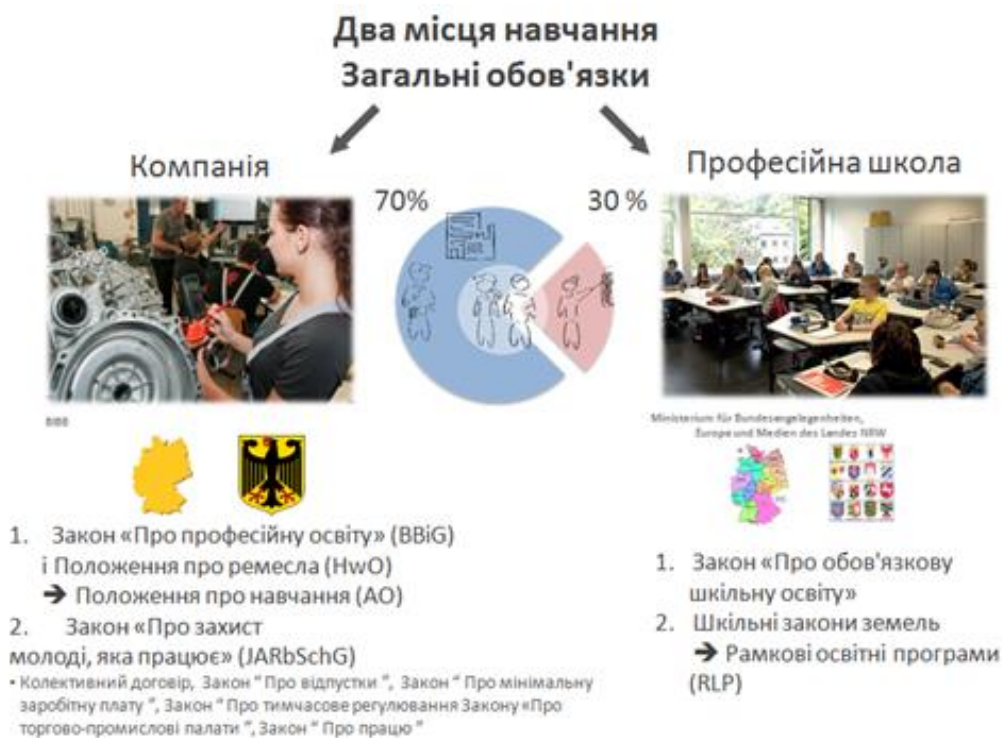 Два місця навчання
Загальні обов'язки
Компанія
Професійна школа
70%
30 %
BIBB
Ministerium für Bundesangelegenheiten,
Europa und Medien des Landes NRW
1. Закон «Про професійну освіту» (BBiG)
і Положення про ремесла (HwO)
➔ Положення про навчання (АО)
2. Закон «Про захист
молоді, яка працює» (JARbSchG)
• Колективний договір, Закон " Про відпустки ", Закон " Про мінімальну
заробітну плату ", Закон "Про тимчасове регулювання Закону «Про
торгово-промислові палати ", Закон " Про працю "
1. Закон «Про обов'язкову
шкільну освіту»
2. Шкільні закони земель
➔ Рамкові освітні програми
(RLP)